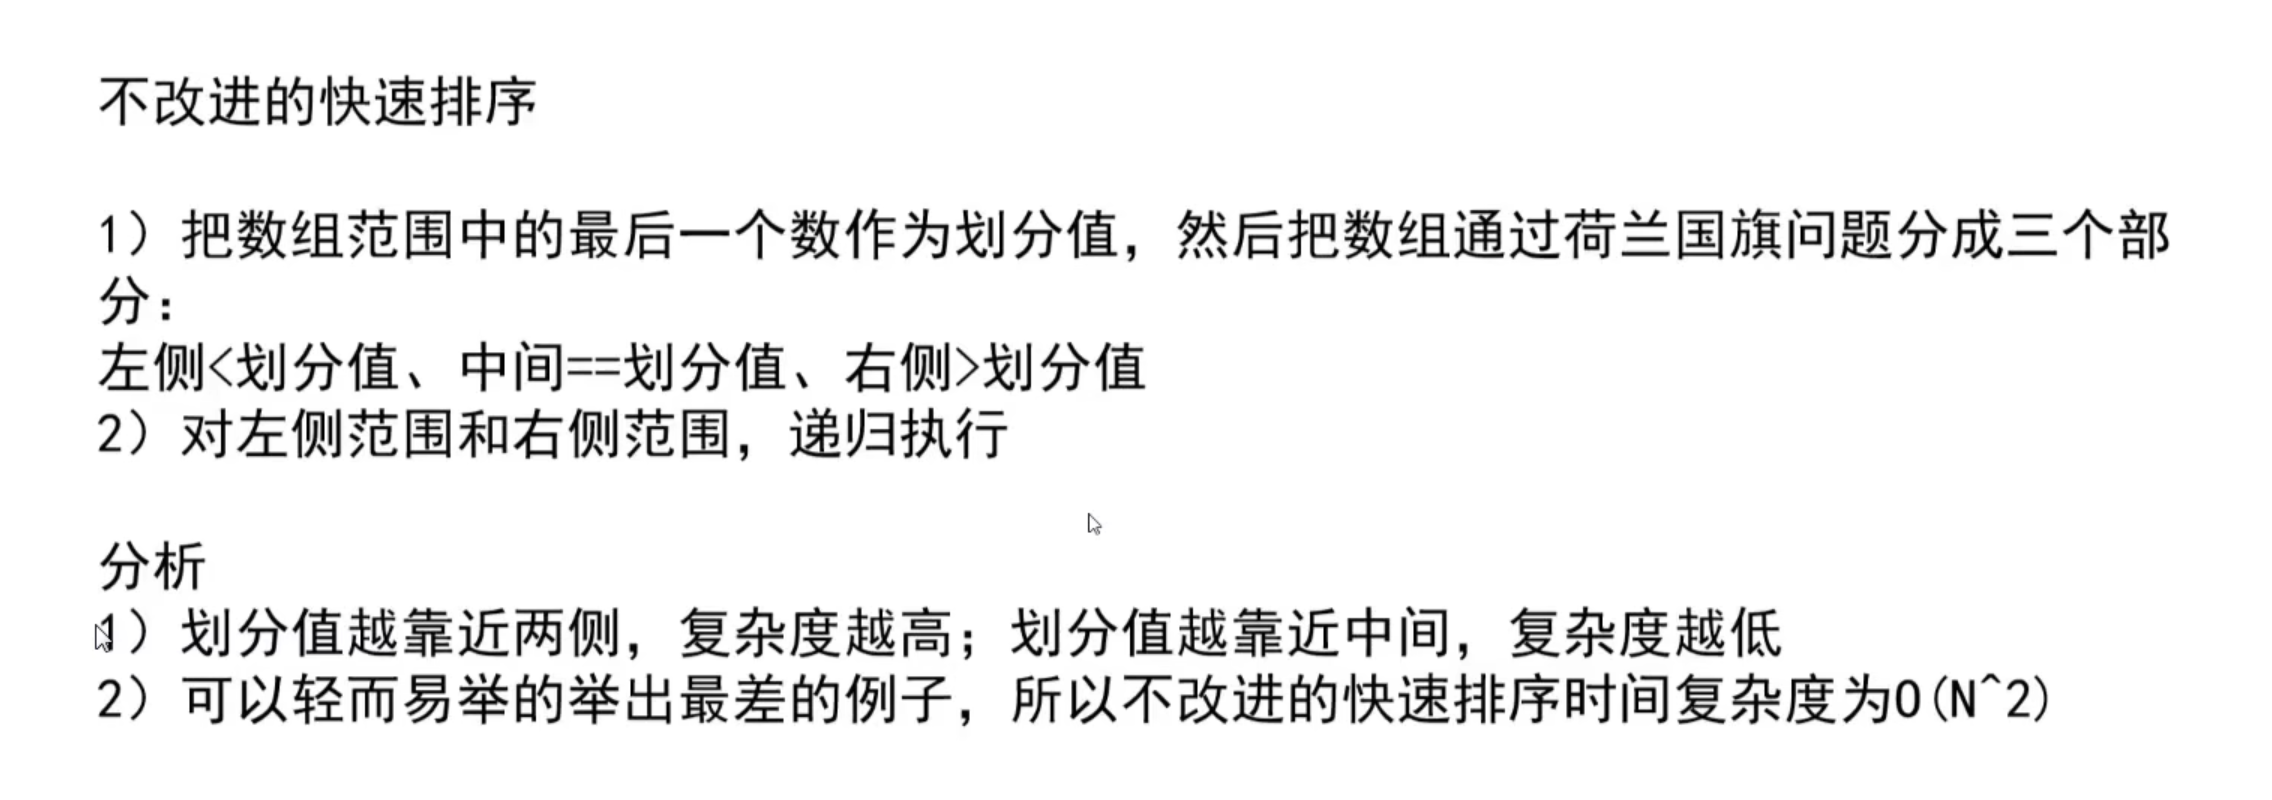 不改进的快速排序
1）把数组范围中的最后一个数作为划分值，然后把数组通过荷兰国旗问题分成三个部
分：
左侧<划分值、中间==划分值、右侧>划分值
2）对左侧范围和右侧范围，递归执行
分析
1）划分值越靠近两侧，复杂度越高；划分值越靠近中间，复杂度越低
2）可以轻而易举的举出最差的例子，所以不改进的快速排序时间复杂度为O(N^2)